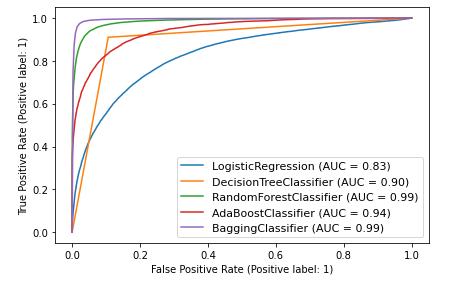 True Positive Rate (Positive label: 1)
1.0
0.8
0.6
0.4
0.2
0.0
LogisticRegression (AUC = 0.83)
DecisionTreeClassifier (AUC = 0.90)
RandomForestClassifier (AUC = 0.99)
AdaBoostClassifier (AUC = 0.94)
BaggingClassifier (AUC = 0.99)
0.0 0.2 0.4 0.6 0.8 1.0
False Positive Rate (Positive label: 1)